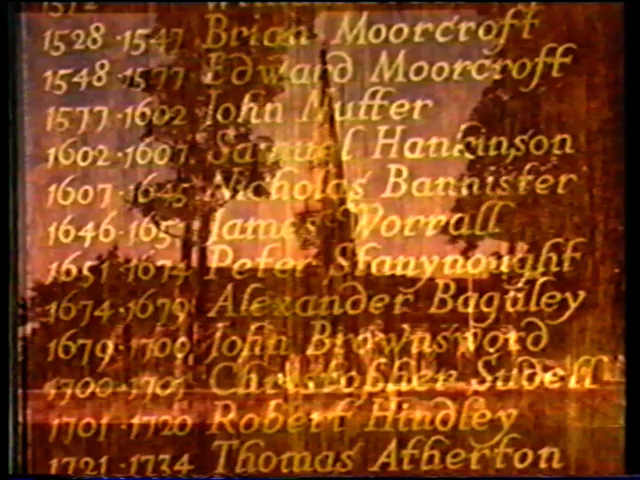 1528·1547 Brian Moorcroft
1548·1577 Edward Moorcroft
1577·1602 John Nuffer
1602·1607 Samuel Hankinson
1607·1645 Nicholas Bannister
1646·165 James Worrall
1651·1674 Peter Stanynought
1674·1679 Alexander Baguley
1679·1700 John Brownsword
1700·1701 Christopher Sudell
1701·1720 Robert Hindley
1721·1734 Thomas Atherton